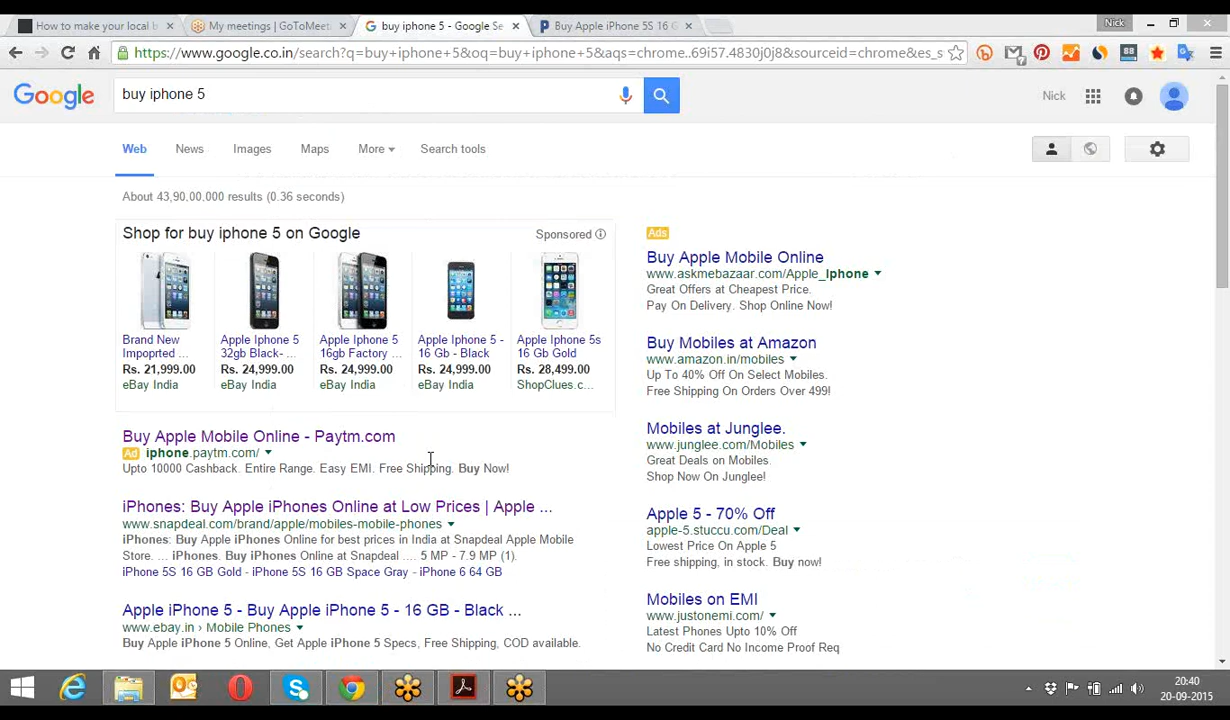 How to make your local b
My meetings | GoToMeet
buy iphone 5 - Google Se
Buy Apple iPhone 5S 16 G
Nick
https://www.google.co.in/search?q=buy+iphone+5&oq=buy+iphone+5&aqs=chrome..69i57.4830j0j8&sourceid=chrome&es_s
Google
buy iphone 5
Nick
Web
News
Images
Maps
More
Search tools
About 43,90,00,000 results (0.36 seconds)
Shop for buy iphone 5 on Google
Sponsored
Brand New
Impoprted ...
Rs. 21,999.00
eBay India
Apple Iphone 5
32gb Black- ...
Rs. 24,999.00
eBay India
Apple Iphone 5
16gb Factory ...
Rs. 24,999.00
eBay India
Apple Iphone 5 -
16 Gb - Black
Rs. 24,999.00
eBay India
Apple Iphone 5s
16 Gb Gold
Rs. 28,499.00
ShopClues.c...
Buy Apple Mobile Online - Paytm.com
Ad iphone.paytm.com/
Upto 10000 Cashback. Entire Range. Easy EMI. Free Shipping. Buy Now!
iPhones: Buy Apple iPhones Online at Low Prices | Apple ...
www.snapdeal.com/brand/apple/mobiles-mobile-phones
iPhones: Buy Apple iPhones Online for best prices in India at Snapdeal Apple Mobile
Store. ... iPhones. Buy iPhones Online at Snapdeal .... 5 MP - 7.9 MP (1).
iPhone 5S 16 GB Gold - iPhone 5S 16 GB Space Gray - iPhone 6 64 GB
Apple iPhone 5 - Buy Apple iPhone 5 - 16 GB - Black ...
www.ebay.in › Mobile Phones
Buy Apple iPhone 5 Online, Get Apple iPhone 5 Specs, Free Shipping, COD available.
Ads
Buy Apple Mobile Online
www.askmebazaar.com/Apple_Iphone
Great Offers at Cheapest Price.
Pay On Delivery. Shop Online Now!
Buy Mobiles at Amazon
www.amazon.in/mobiles
Up To 40% Off On Select Mobiles.
Free Shipping On Orders Over 499!
Mobiles at Junglee.
www.junglee.com/Mobiles
Great Deals on Mobiles.
Shop Now On Junglee!
Apple 5 - 70% Off
apple-5.stuccu.com/Deal
Lowest Price On Apple 5
Free shipping, in stock. Buy now!
Mobiles on EMI
www.justonemi.com/
Latest Phones Upto 10% Off
No Credit Card No Income Proof Req
20:40
20-09-2015